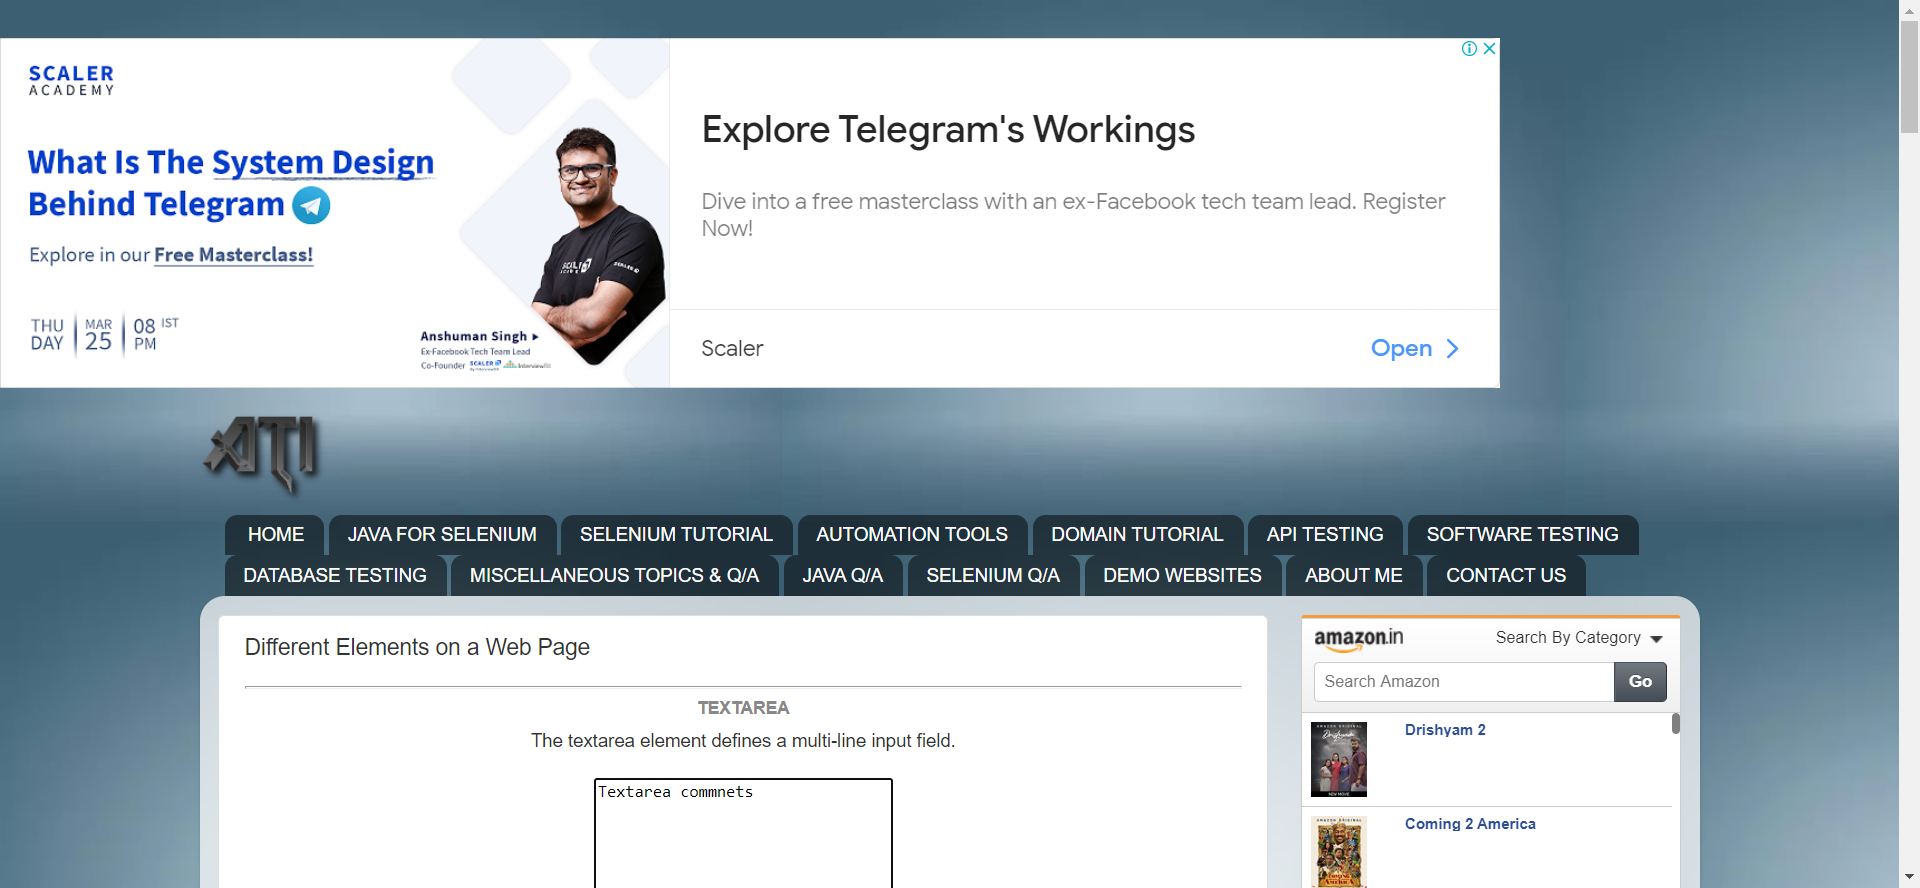 SCALER
ACADEMY
What Is The System Design
Behind Telegram
Explore in our Free Masterclass!
THU DAY | MAR 25 | 08 PM IST
SCALER
Anshuman Singh
Ex-Facebook Tech Team Lead
Co-Founder SCALER InterviewBit
Explore Telegram's Workings
Dive into a free masterclass with an ex-Facebook tech team lead. Register
Now!
Scaler
Open
ATI
HOME JAVA FOR SELENIUM SELENIUM TUTORIAL AUTOMATION TOOLS DOMAIN TUTORIAL API TESTING SOFTWARE TESTING
DATABASE TESTING MISCELLANEOUS TOPICS & Q/A JAVA Q/A SELENIUM Q/A DEMO WEBSITES ABOUT ME CONTACT US
Different Elements on a Web Page
TEXTAREA
The textarea element defines a multi-line input field.
Textarea commnets
amazon.in
Search By Category
Search Amazon
Go
Drishyam 2
Coming 2 America